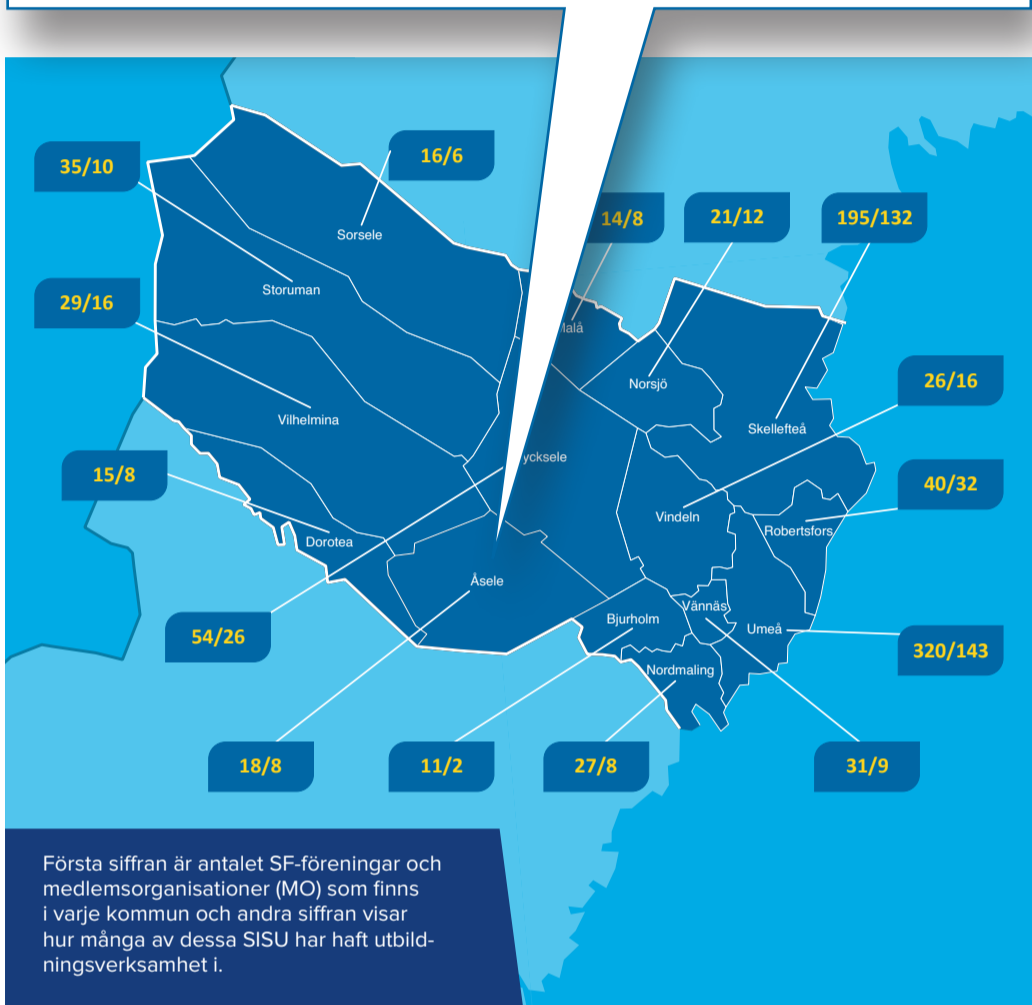 35/10
16/6
14/8
21/12
195/132
Sorsele
Storuman
29/16
Malå
Norsjö
26/16
Vilhelmina
Skellefteå
15/8
Lycksele
40/32
Vindeln
Robertsfors
Dorotea
Åsele
54/26
Bjurholm
Vännäs
Umeå
320/143
Nordmaling
18/8
11/2
27/8
31/9
Första siffran är antalet SF-föreningar och
medlemsorganisationer (MO) som finns
i varje kommun och andra siffran visar
hur många av dessa SISU har haft utbild-
ningsverksamhet i.